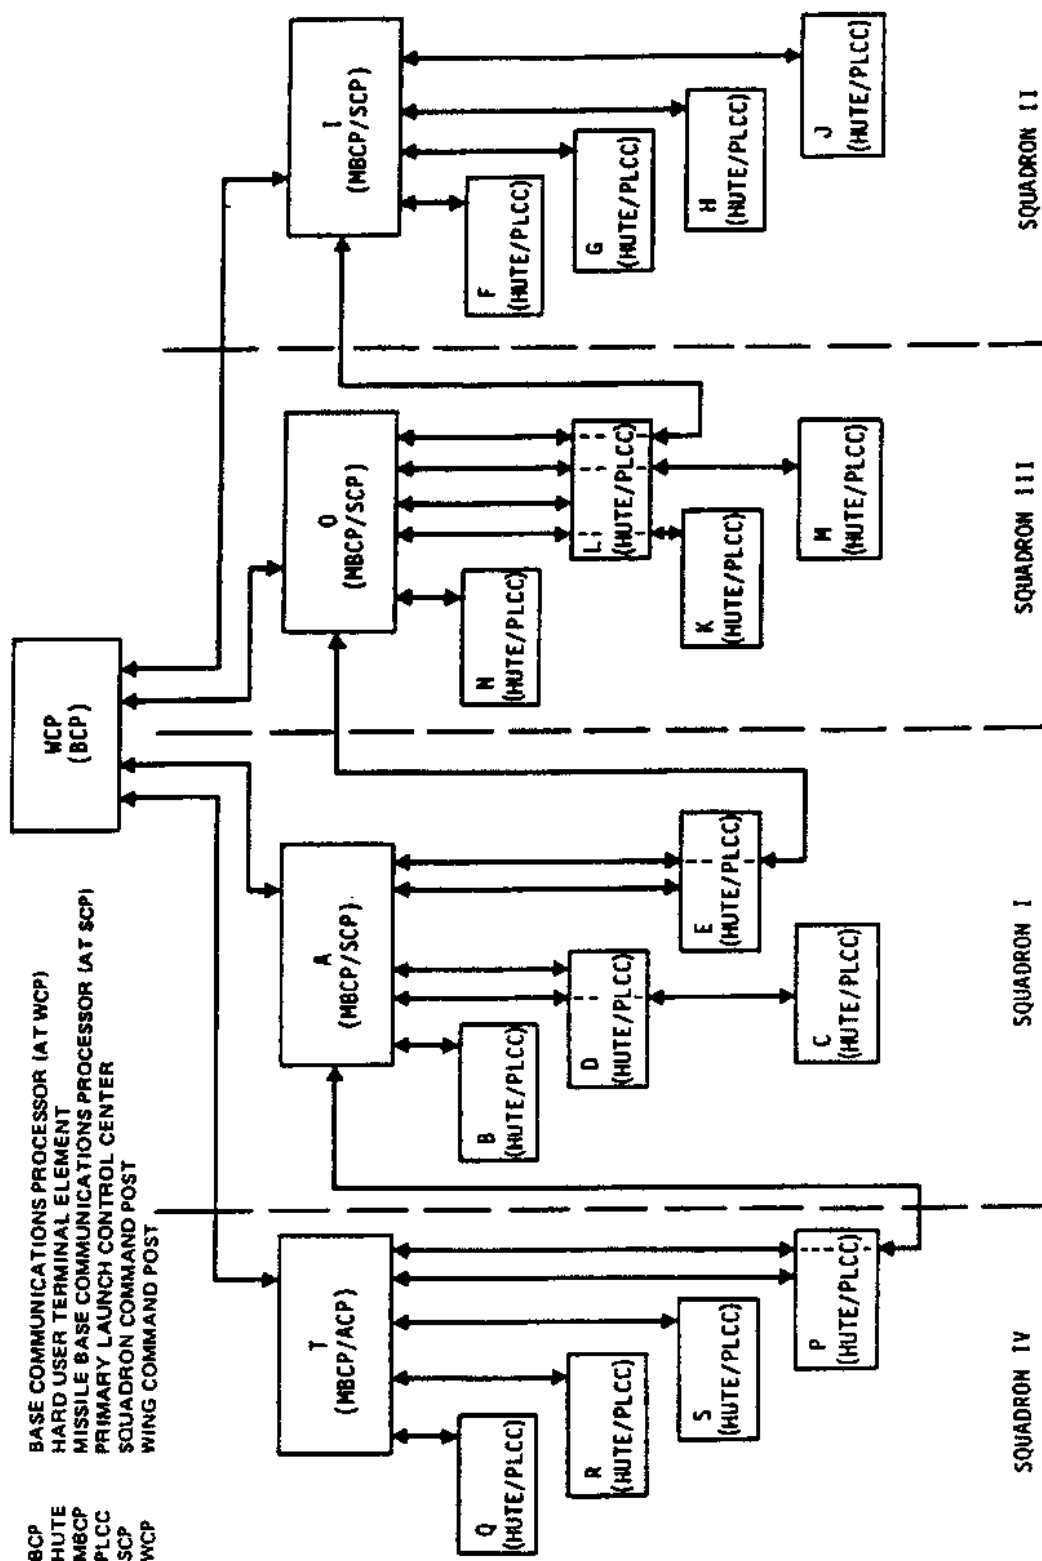 BCP BASE COMMUNICATIONS PROCESSOR (AT WCP)
HUTE HARD USER TERMINAL ELEMENT
MBCP MISSILE BASE COMMUNICATIONS PROCESSOR (AT SCP)
PLCC PRIMARY LAUNCH CONTROL CENTER
SCP SQUADRON COMMAND POST
WCP WING COMMAND POST
WCP
(BCP)
T
(MBCP/ACP)
A
(MBCP/SCP)
O
(MBCP/SCP)
I
(MBCP/SCP)
Q
(HUTE/PLCC)
R
(HUTE/PLCC)
S
(HUTE/PLCC)
P
(HUTE/PLCC)
B
(HUTE/PLCC)
D
(HUTE/PLCC)
E
(HUTE/PLCC)
C
(HUTE/PLCC)
N
(HUTE/PLCC)
L
(HUTE/PLCC)
K
(HUTE/PLCC)
M
(HUTE/PLCC)
F
(HUTE/PLCC)
G
(HUTE/PLCC)
H
(HUTE/PLCC)
J
(HUTE/PLCC)
SQUADRON IV
SQUADRON I
SQUADRON III
SQUADRON II